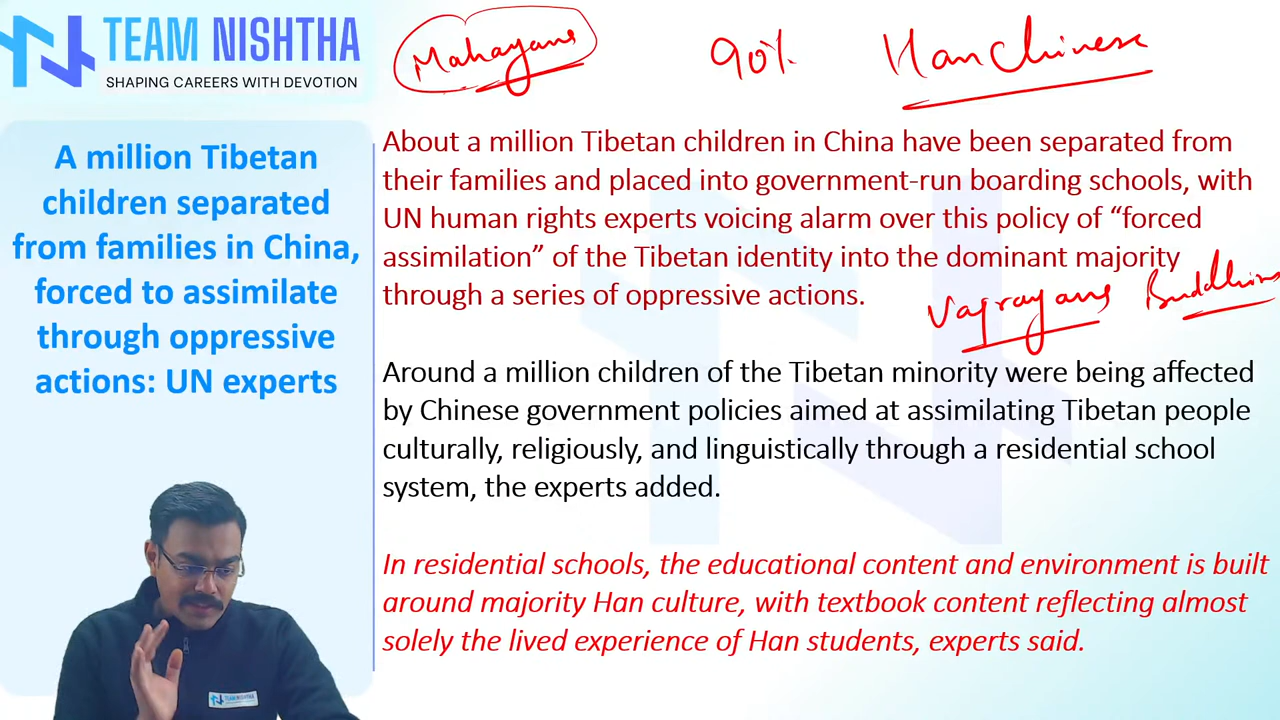 TEAM NISHTHA
SHAPING CAREERS WITH DEVOTION
Mahayana
90%
Han Chinese
A million Tibetan
children separated
from families in China,
forced to assimilate
through oppressive
actions: UN experts
About a million Tibetan children in China have been separated from
their families and placed into government-run boarding schools, with
UN human rights experts voicing alarm over this policy of “forced
assimilation” of the Tibetan identity into the dominant majority
through a series of oppressive actions.
Vajrayana Buddhism
Around a million children of the Tibetan minority were being affected
by Chinese government policies aimed at assimilating Tibetan people
culturally, religiously, and linguistically through a residential school
system, the experts added.
In residential schools, the educational content and environment is built
around majority Han culture, with textbook content reflecting almost
solely the lived experience of Han students, experts said.
TEAM NISHTHA